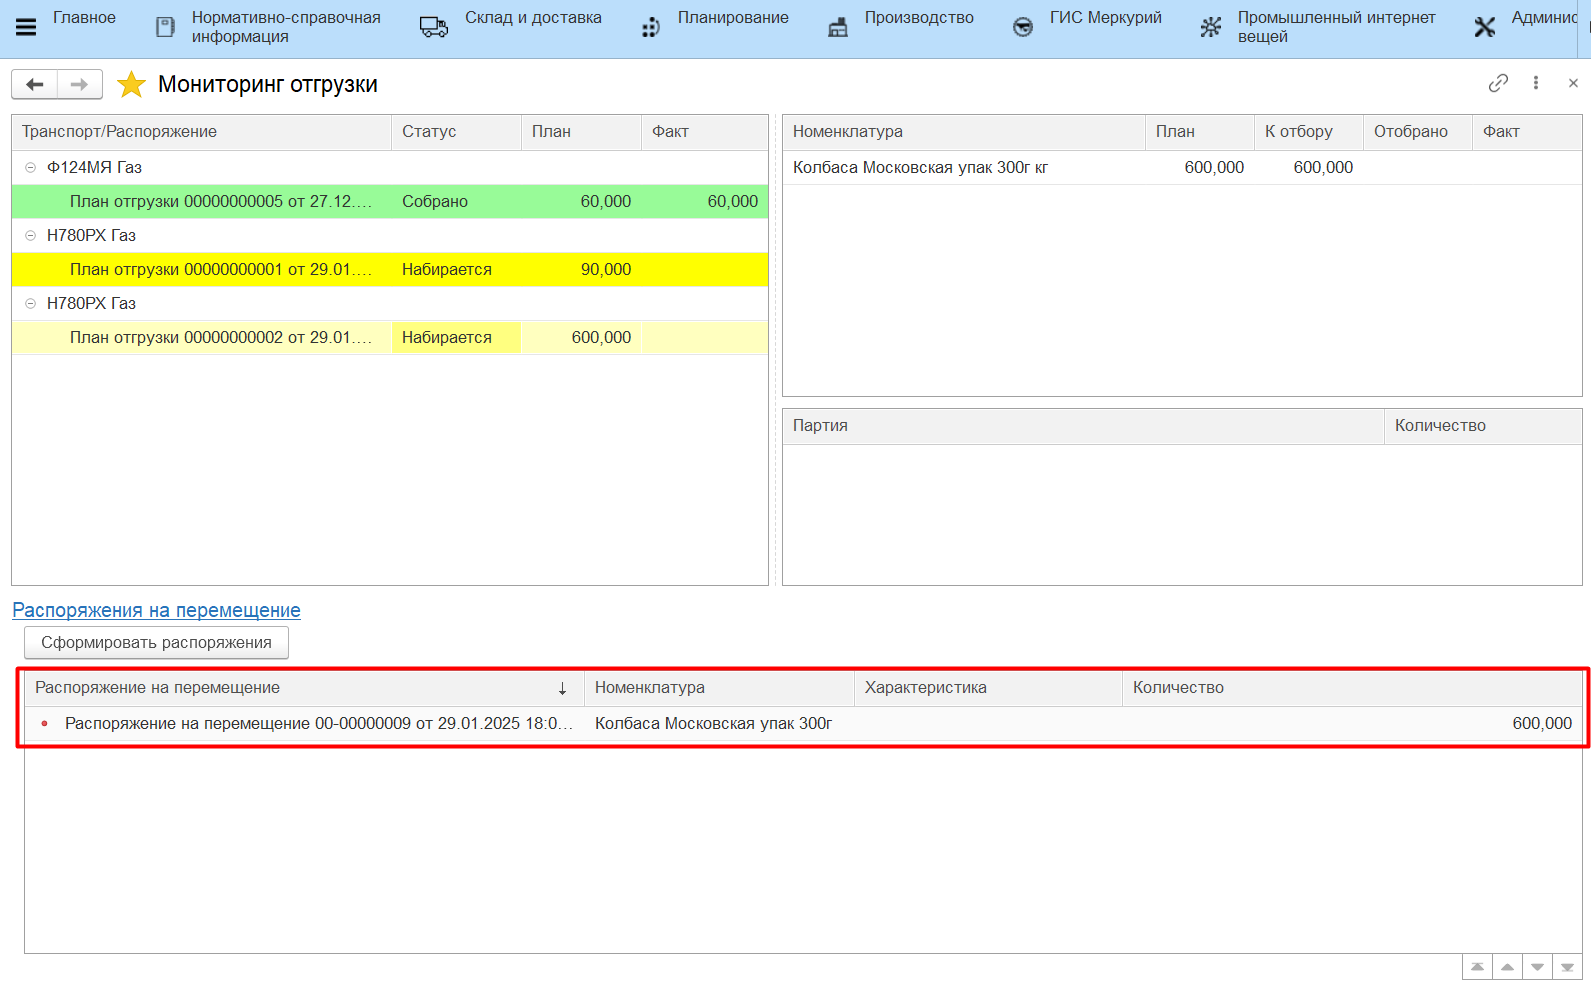 Главное
Нормативно-справочная
информация
Склад и доставка
Планирование
Производство
ГИС Меркурий
Промышленный интернет
вещей
Админис
Мониторинг отгрузки
Транспорт/Распоряжение Статус План Факт
Ф124МЯ Газ
План отгрузки 00000000005 от 27.12.... Собрано 60,000 60,000
Н780РХ Газ
План отгрузки 00000000001 от 29.01.... Набирается 90,000
Н780РХ Газ
План отгрузки 00000000002 от 29.01.... Набирается 600,000
Номенклатура План К отбору Отобрано Факт
Колбаса Московская упак 300г кг 600,000 600,000
Партия Количество
Распоряжения на перемещение
Сформировать распоряжения
Распоряжение на перемещение ↓ Номенклатура Характеристика Количество
Распоряжение на перемещение 00-00000009 от 29.01.2025 18:0... Колбаса Московская упак 300г 600,000